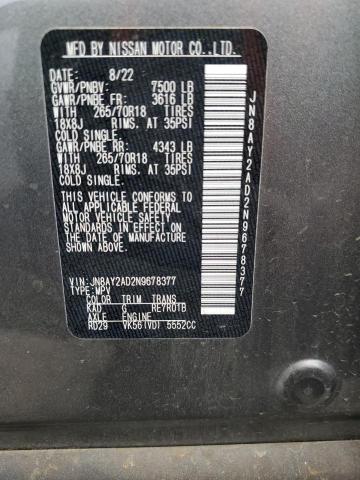 MFD BY NISSAN MOTOR CO.,LTD.
DATE: 8/22
GVWR/PNBV: 7500 LB
GAWR/PNBE FR: 3616 LB
WITH 265/70R18 TIRES
18X8J RIMS. AT 35PSI
COLD SINGLE.
GAWR/PNBE RR: 4343 LB
WITH 265/70R18 TIRES
18X8J RIMS. AT 35PSI
COLD SINGLE.
THIS VEHICLE CONFORMS
TO ALL APPLICABLE FEDERAL
MOTOR VEHICLE SAFETY
STANDARDS IN EFFECT ON
THE DATE OF MANUFACTURE
SHOWN ABOVE.
VIN: JN8AY2AD2N9678377
TYPE: MPV
COLOR TRIM TRANS
KAD G RE7R01B
AXLE ENGINE
RD29 VK56(VD) 5552CC
JN8AY2AD2N9678377